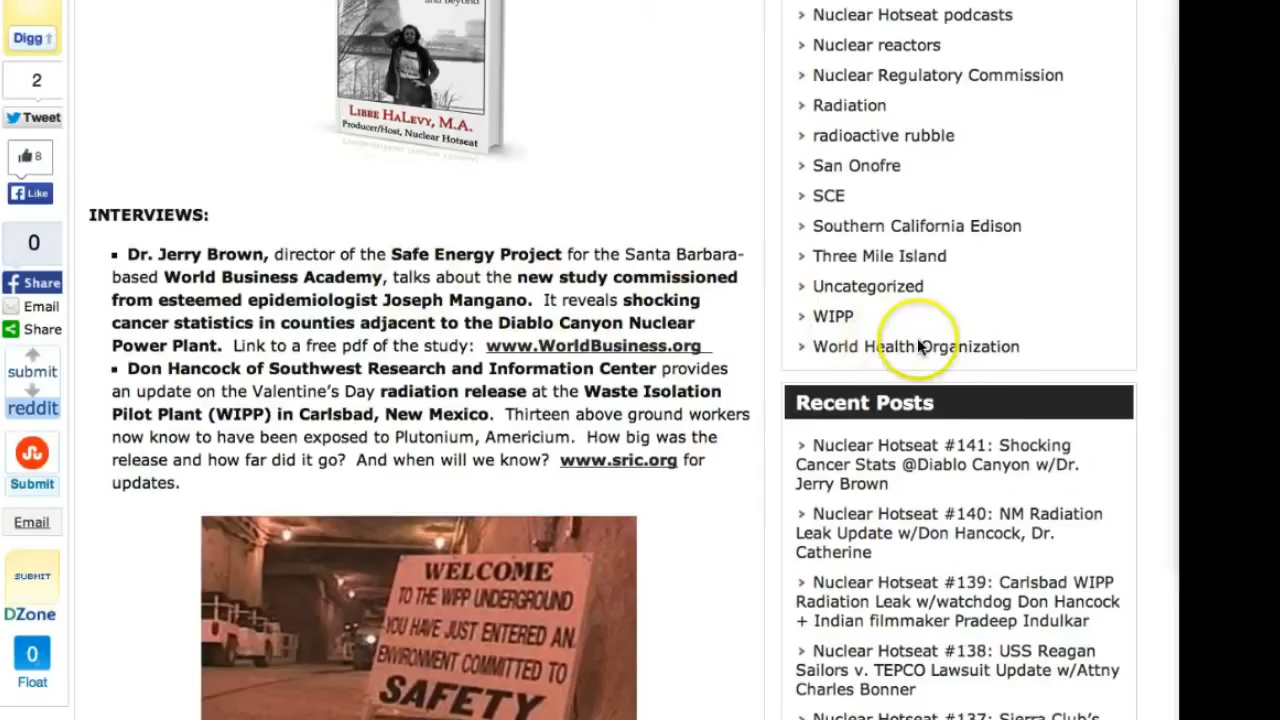 Digg
2
Tweet
8
Like
0
Share
Email
Share
submit
reddit
Submit
Email
SUBMIT
DZone
0
Float
and Beyond
LIBBE HALEVY, M.A.
Producer/Host, Nuclear Hotseat
INTERVIEWS:
Dr. Jerry Brown, director of the Safe Energy Project for the Santa Barbara-
based World Business Academy, talks about the new study commissioned
from esteemed epidemiologist Joseph Mangano. It reveals shocking
cancer statistics in counties adjacent to the Diablo Canyon Nuclear
Power Plant. Link to a free pdf of the study: www.WorldBusiness.org
Don Hancock of Southwest Research and Information Center provides
an update on the Valentine's Day radiation release at the Waste Isolation
Pilot Plant (WIPP) in Carlsbad, New Mexico. Thirteen above ground workers
now know to have been exposed to Plutonium, Americium. How big was the
release and how far did it go? And when will we know? www.sric.org for
updates.
WELCOME
TO THE WIPP UNDERGROUND
YOU HAVE JUST ENTERED AN
ENVIRONMENT COMMITTED TO
SAFETY
Nuclear Hotseat podcasts
Nuclear reactors
Nuclear Regulatory Commission
Radiation
radioactive rubble
San Onofre
SCE
Southern California Edison
Three Mile Island
Uncategorized
WIPP
World Health Organization
Recent Posts
Nuclear Hotseat #141: Shocking
Cancer Stats @Diablo Canyon w/Dr.
Jerry Brown
Nuclear Hotseat #140: NM Radiation
Leak Update w/Don Hancock, Dr.
Catherine
Nuclear Hotseat #139: Carlsbad WIPP
Radiation Leak w/watchdog Don Hancock
+ Indian filmmaker Pradeep Indulkar
Nuclear Hotseat #138: USS Reagan
Sailors v. TEPCO Lawsuit Update w/Attny
Charles Bonner
Nuclear Hotseat #137: Sierra Club's